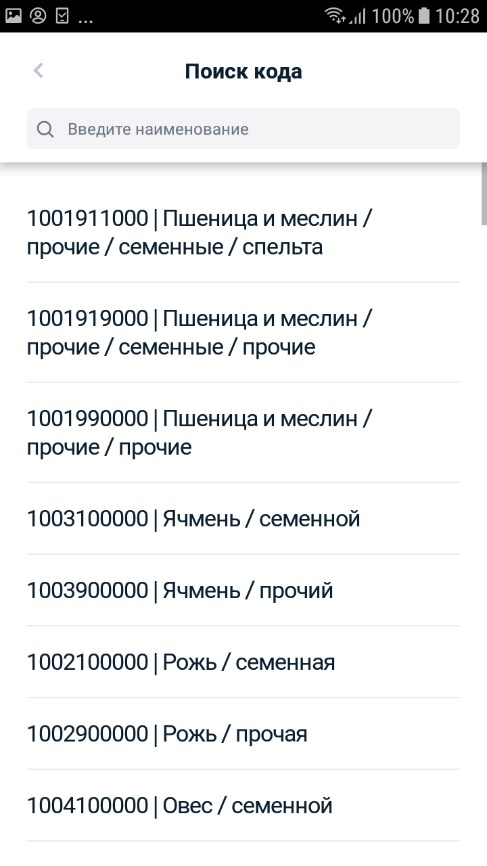 ... 100% 10:28
Поиск кода
Введите наименование
1001911000 | Пшеница и меслин /
прочие / семенные / спельта
1001919000 | Пшеница и меслин /
прочие / семенные / прочие
1001990000 | Пшеница и меслин /
прочие / прочие
1003100000 | Ячмень / семенной
1003900000 | Ячмень / прочий
1002100000 | Рожь / семенная
1002900000 | Рожь / прочая
1004100000 | Овес / семенной